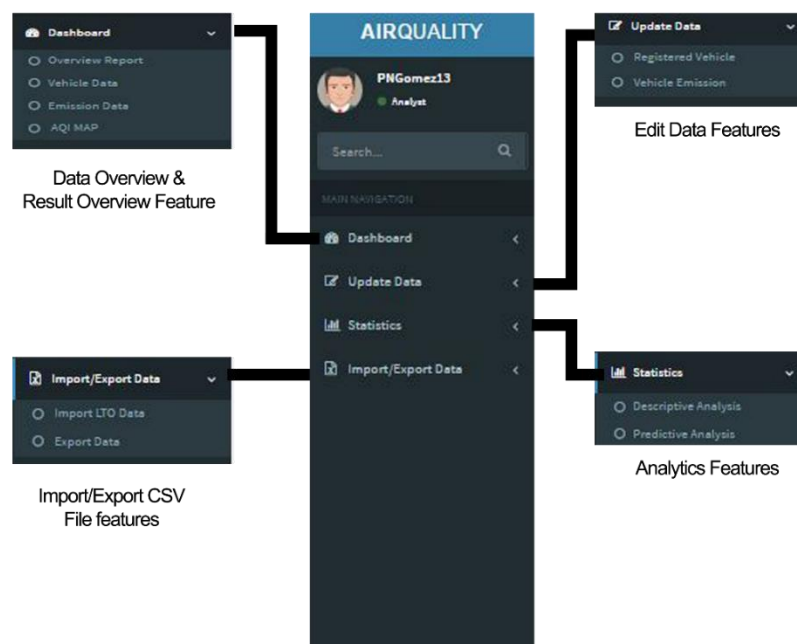 Dashboard
Overview Report
Vehicle Data
Emission Data
AQI MAP
Data Overview &
Result Overview Feature
Import/Export Data
Import LTO Data
Export Data
Import/Export CSV
File features
AIRQUALITY
PNGomez13
Analyst
Search...
MAIN NAVIGATION
Dashboard
Update Data
Statistics
Import/Export Data
Update Data
Registered Vehicle
Vehicle Emission
Edit Data Features
Statistics
Descriptive Analysis
Predictive Analysis
Analytics Features